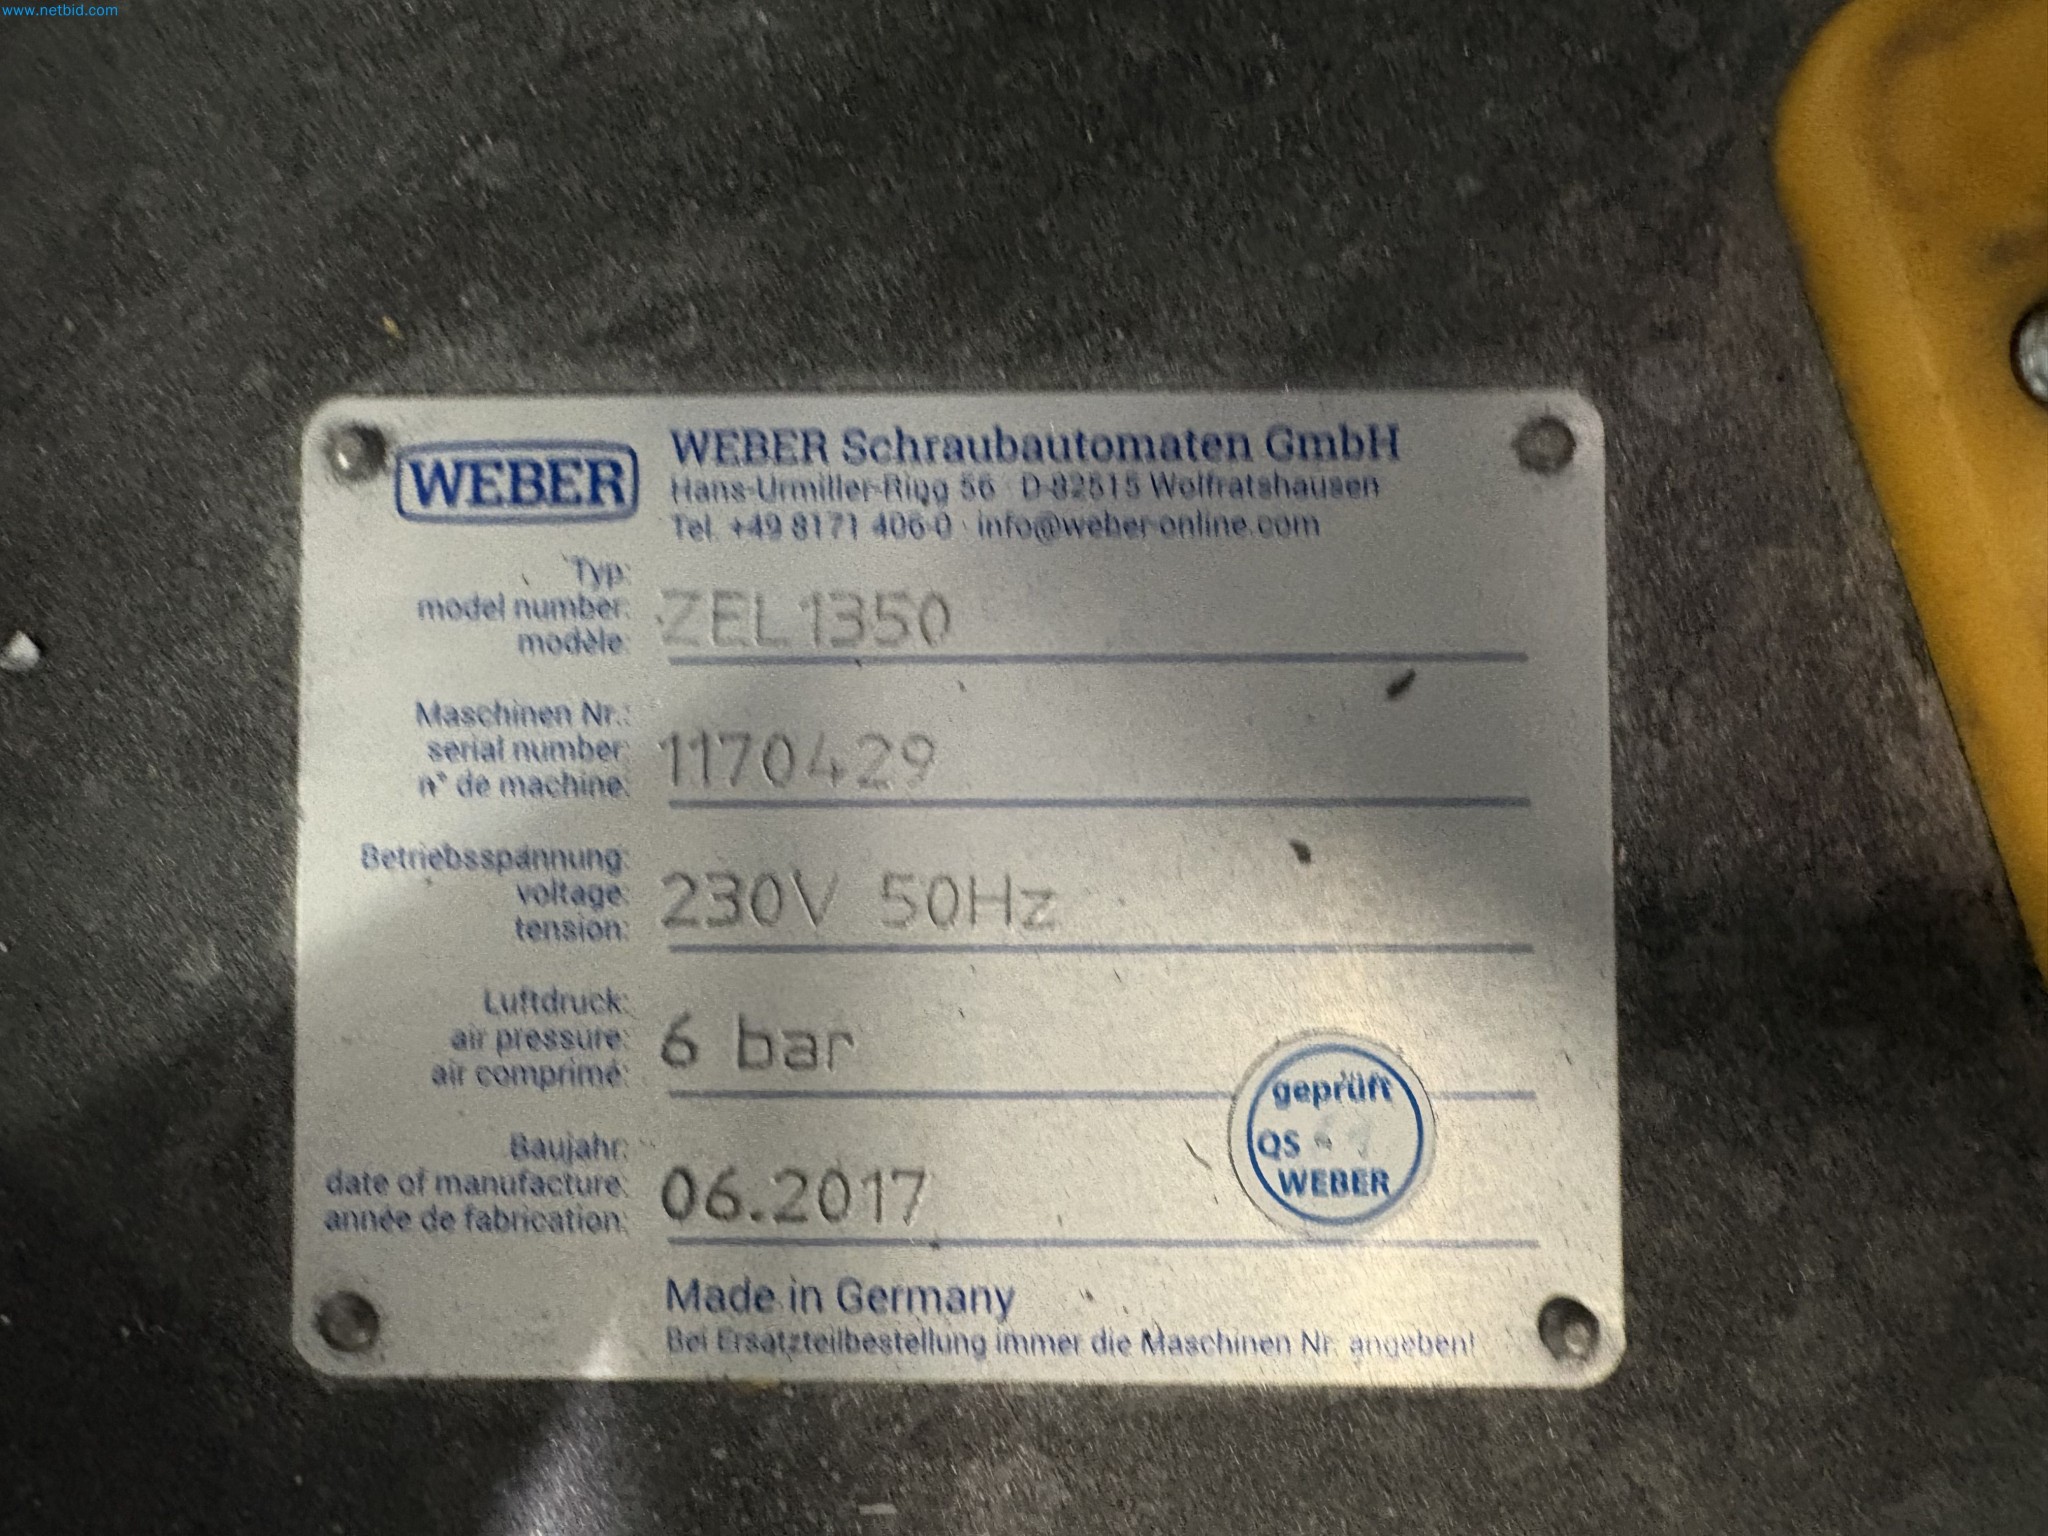 www.netbid.com
WEBER
WEBER Schraubautomaten GmbH
Hans-Urmiller-Ring 56 · D-82515 Wolfratshausen
Tel. +49 8171 406-0 · info@weber-online.com
Typ:
model number: ZEL1350
modèle:
Maschinen Nr.:
serial number: 1170429
n° de machine:
Betriebsspannung:
voltage: 230V 50Hz
tension:
Luftdruck:
air pressure: 6 bar
air comprimé:
Baujahr:
date of manufacture: 06.2017
année de fabrication:
geprüft
QS
WEBER
Made in Germany
Bei Ersatzteilbestellung immer die Maschinen Nr. angeben!